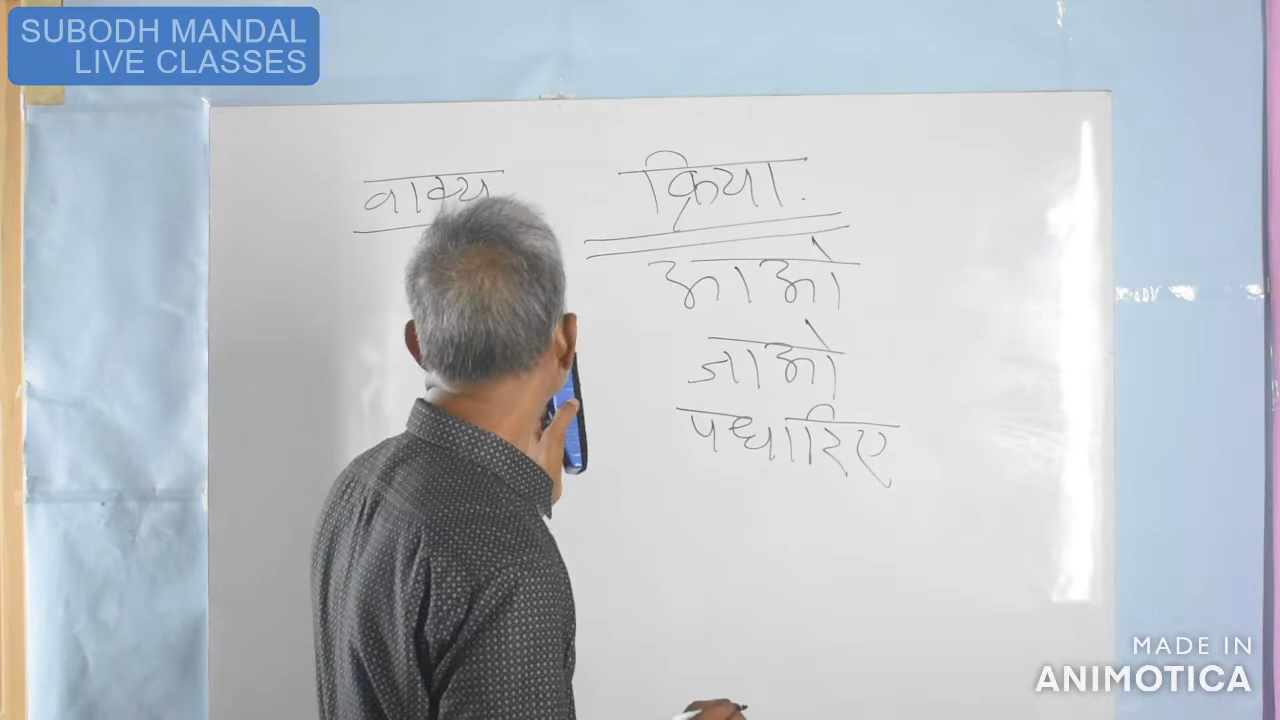 SUBODH MANDAL
LIVE CLASSES
वाक्य क्रिया.
आओ
जाओ
पधारिए
MADE IN
ANIMOTICA